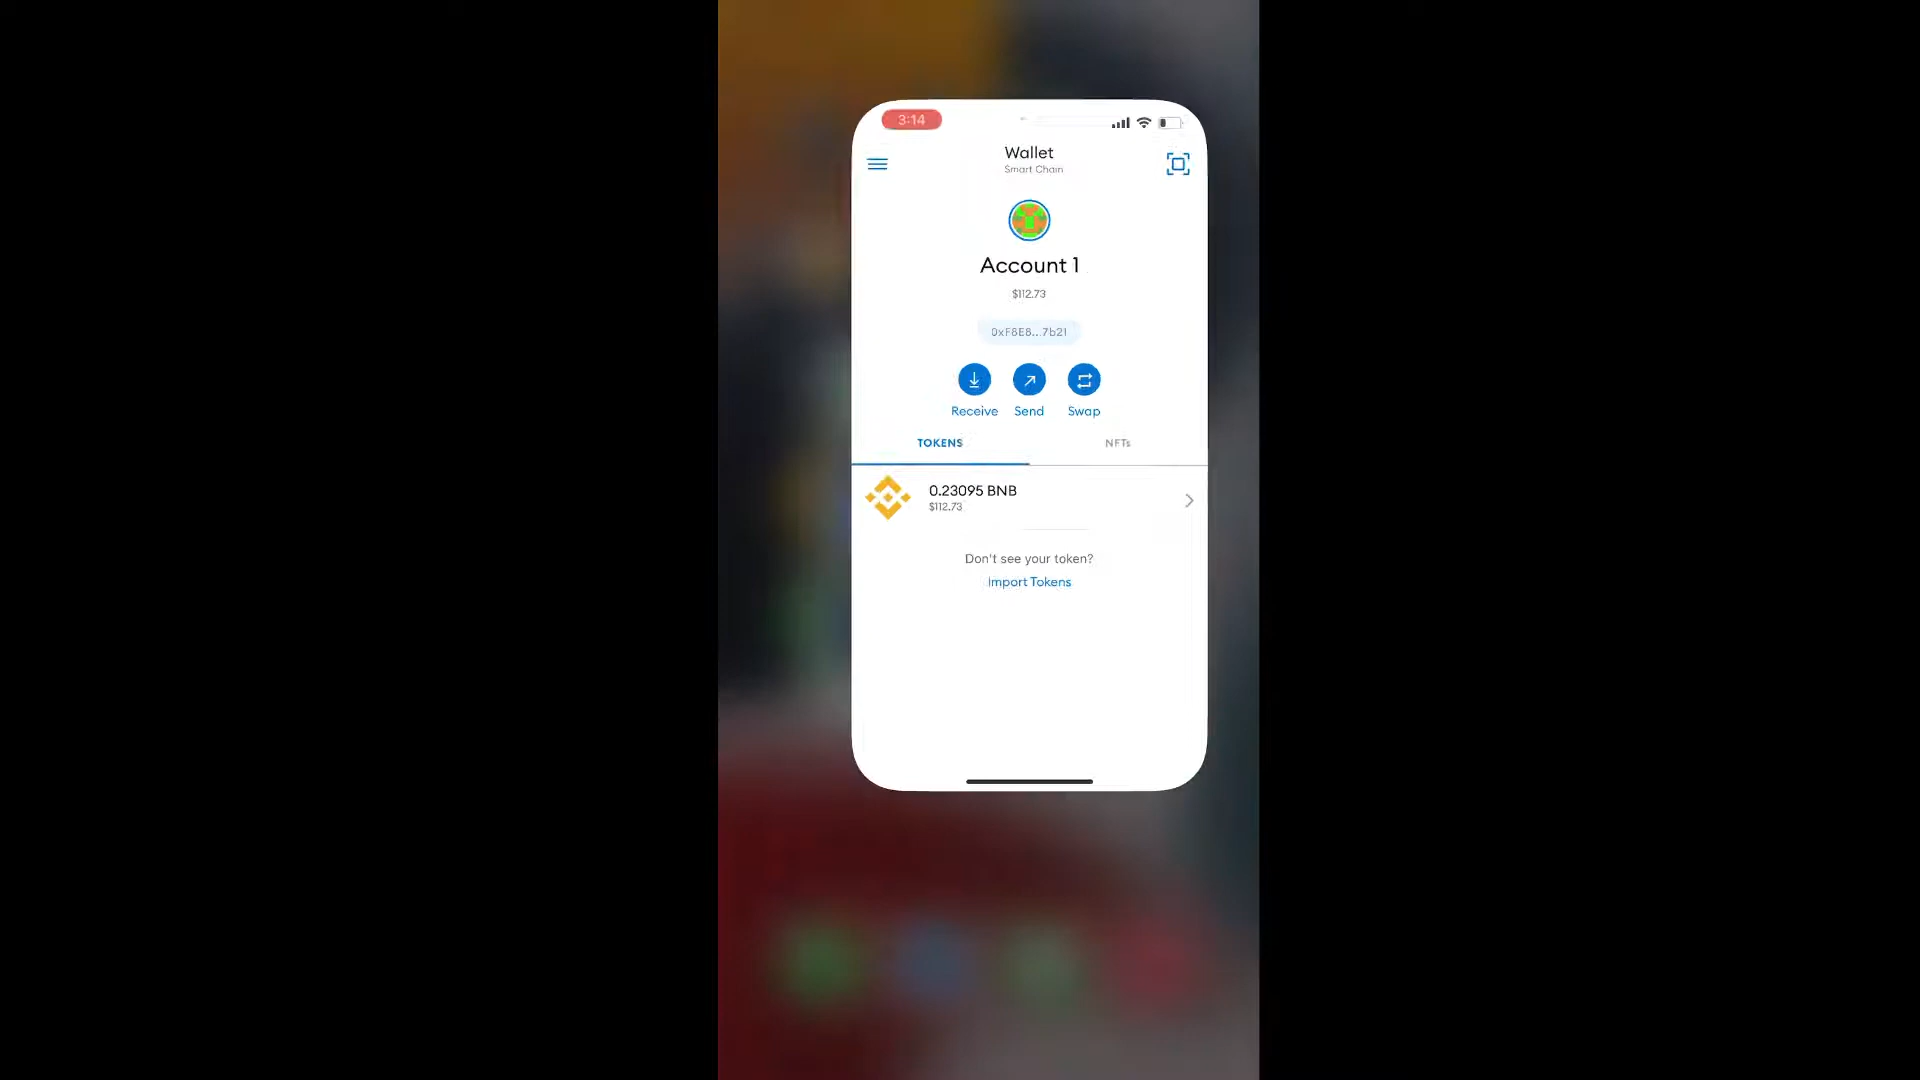 3:14
Wallet
Smart Chain
Account 1
$112.73
0xF8E8...7b21
Receive Send Swap
TOKENS NFTs
0.23095 BNB
$112.73
Don't see your token?
Import Tokens